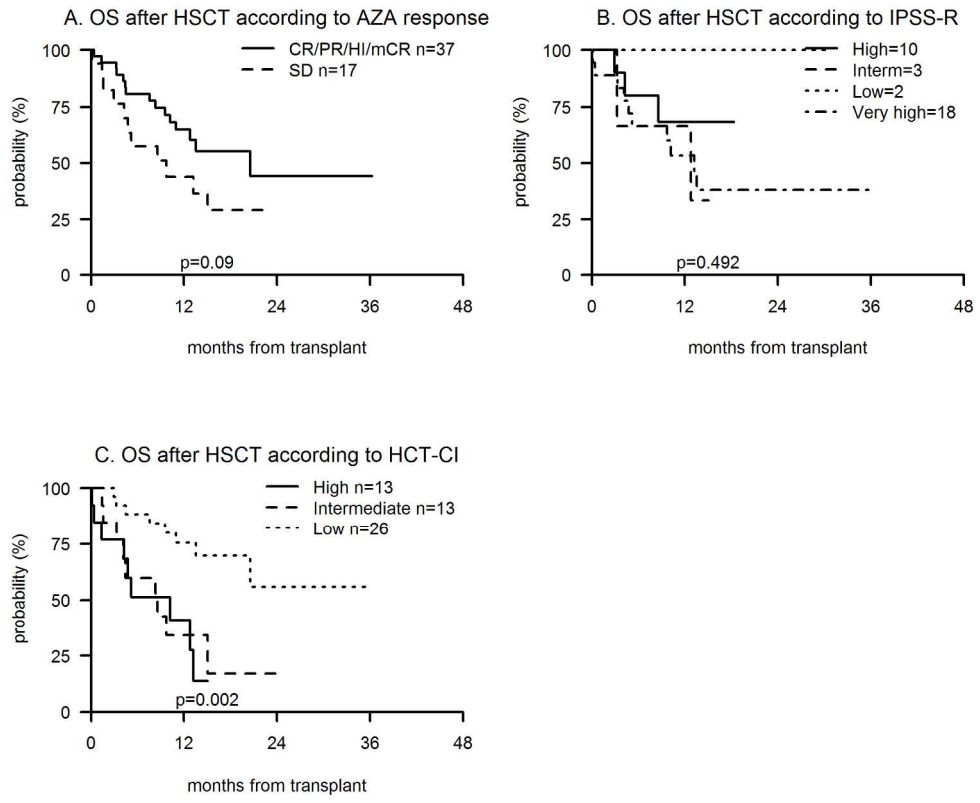 A. OS after HSCT according to AZA response
CR/PR/HI/mCR n=37
SD n=17
100
75
50
25
0
probability (%)
p=0.09
0 12 24 36 48
months from transplant
B. OS after HSCT according to IPSS-R
High=10
Interm=3
Low=2
Very high=18
100
75
50
25
0
probability (%)
p=0.492
0 12 24 36 48
months from transplant
C. OS after HSCT according to HCT-CI
High n=13
Intermediate n=13
Low n=26
100
75
50
25
0
probability (%)
p=0.002
0 12 24 36 48
months from transplant